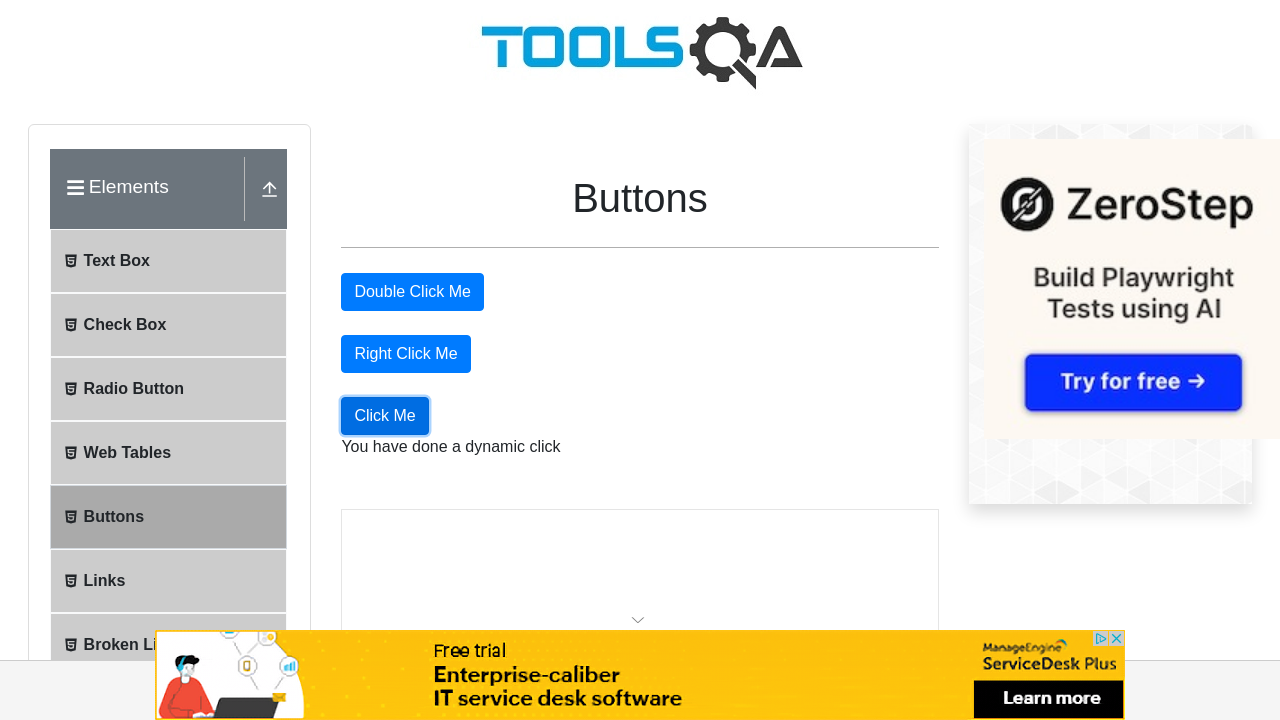 TOOLSQA
Elements
Text Box
Check Box
Radio Button
Web Tables
Buttons
Links
Broken Li
Buttons
Double Click Me
Right Click Me
Click Me
You have done a dynamic click
ZeroStep
Build Playwright
Tests using AI
Try for free →
Free trial
Enterprise-caliber
IT service desk software
ManageEngine
ServiceDesk Plus
Learn more